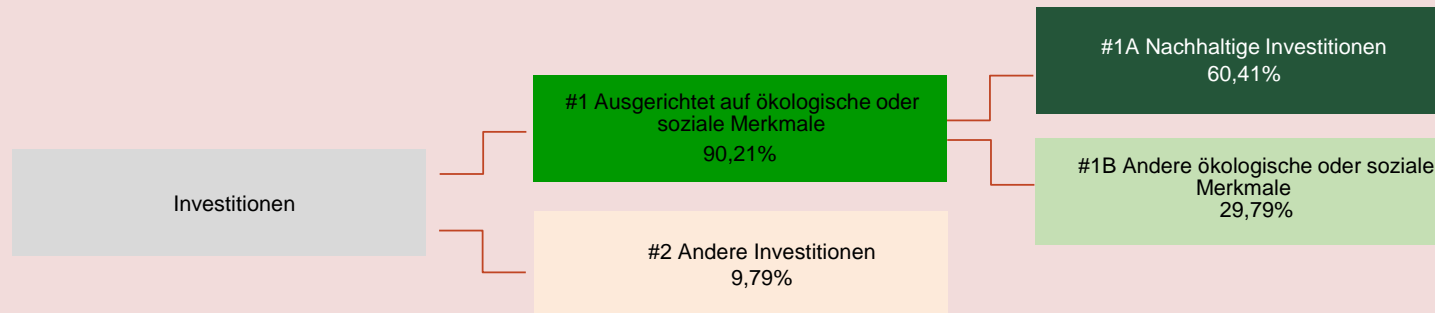 Investitionen
#1 Ausgerichtet auf ökologische oder
soziale Merkmale
90,21%
#2 Andere Investitionen
9,79%
#1A Nachhaltige Investitionen
60,41%
#1B Andere ökologische oder soziale
Merkmale
29,79%